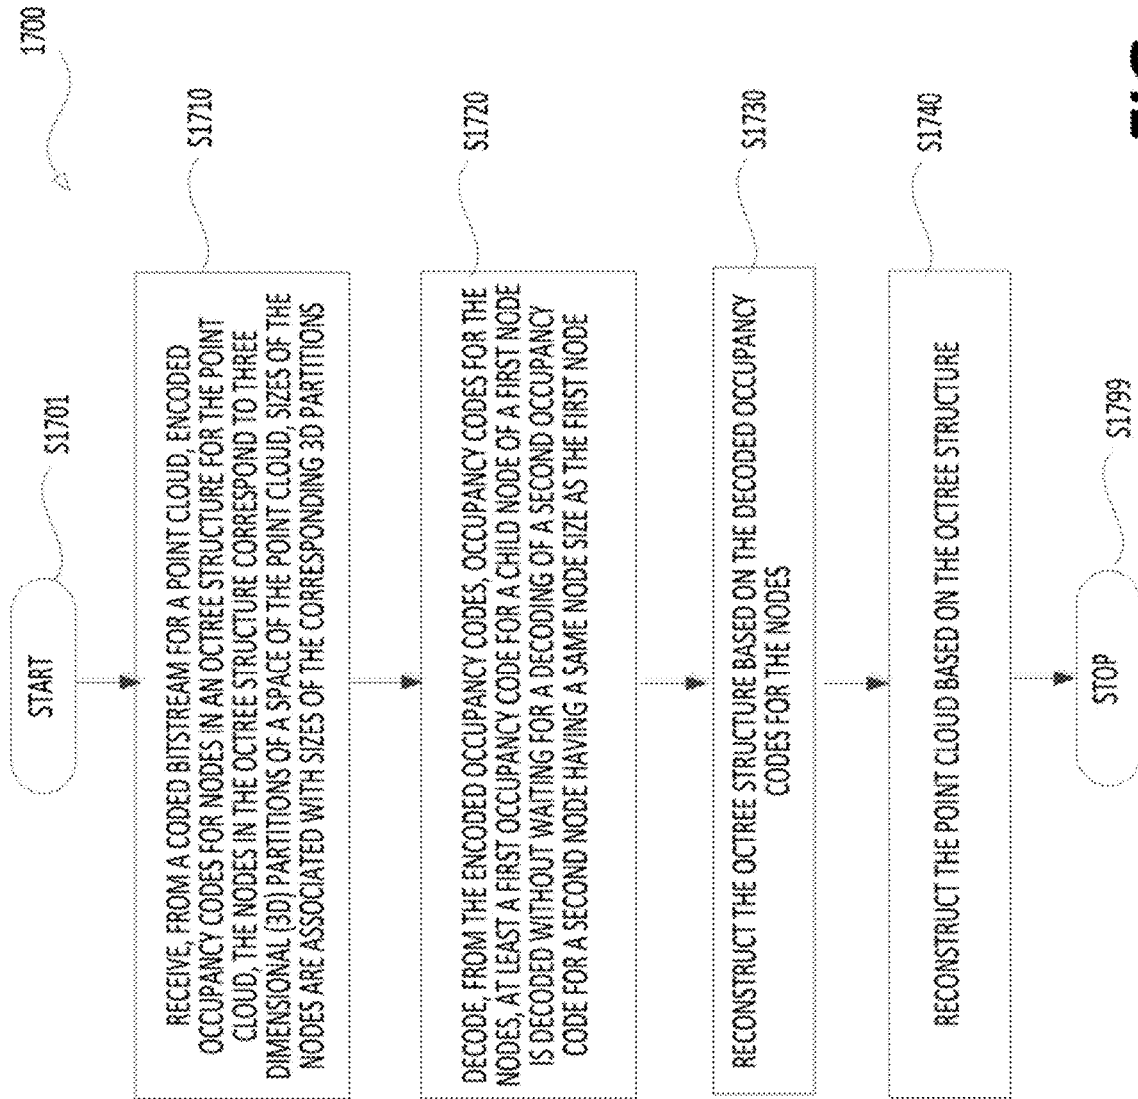 1700
START
S1701
RECEIVE, FROM A CODED BITSTREAM FOR A POINT CLOUD, ENCODED
OCCUPANCY CODES FOR NODES IN AN OCTREE STRUCTURE FOR THE POINT
CLOUD, THE NODES IN THE OCTREE STRUCTURE CORRESPOND TO THREE
DIMENSIONAL (3D) PARTITIONS OF A SPACE OF THE POINT CLOUD, SIZES OF THE
NODES ARE ASSOCIATED WITH SIZES OF THE CORRESPONDING 3D PARTITIONS
S1710
DECODE, FROM THE ENCODED OCCUPANCY CODES, OCCUPANCY CODES FOR THE
NODES, AT LEAST A FIRST OCCUPANCY CODE FOR A CHILD NODE OF A FIRST NODE
IS DECODED WITHOUT WAITING FOR A DECODING OF A SECOND OCCUPANCY
CODE FOR A SECOND NODE HAVING A SAME NODE SIZE AS THE FIRST NODE
S1720
RECONSTRUCT THE OCTREE STRUCTURE BASED ON THE DECODED OCCUPANCY
CODES FOR THE NODES
S1730
RECONSTRUCT THE POINT CLOUD BASED ON THE OCTREE STRUCTURE
S1740
STOP
S1799